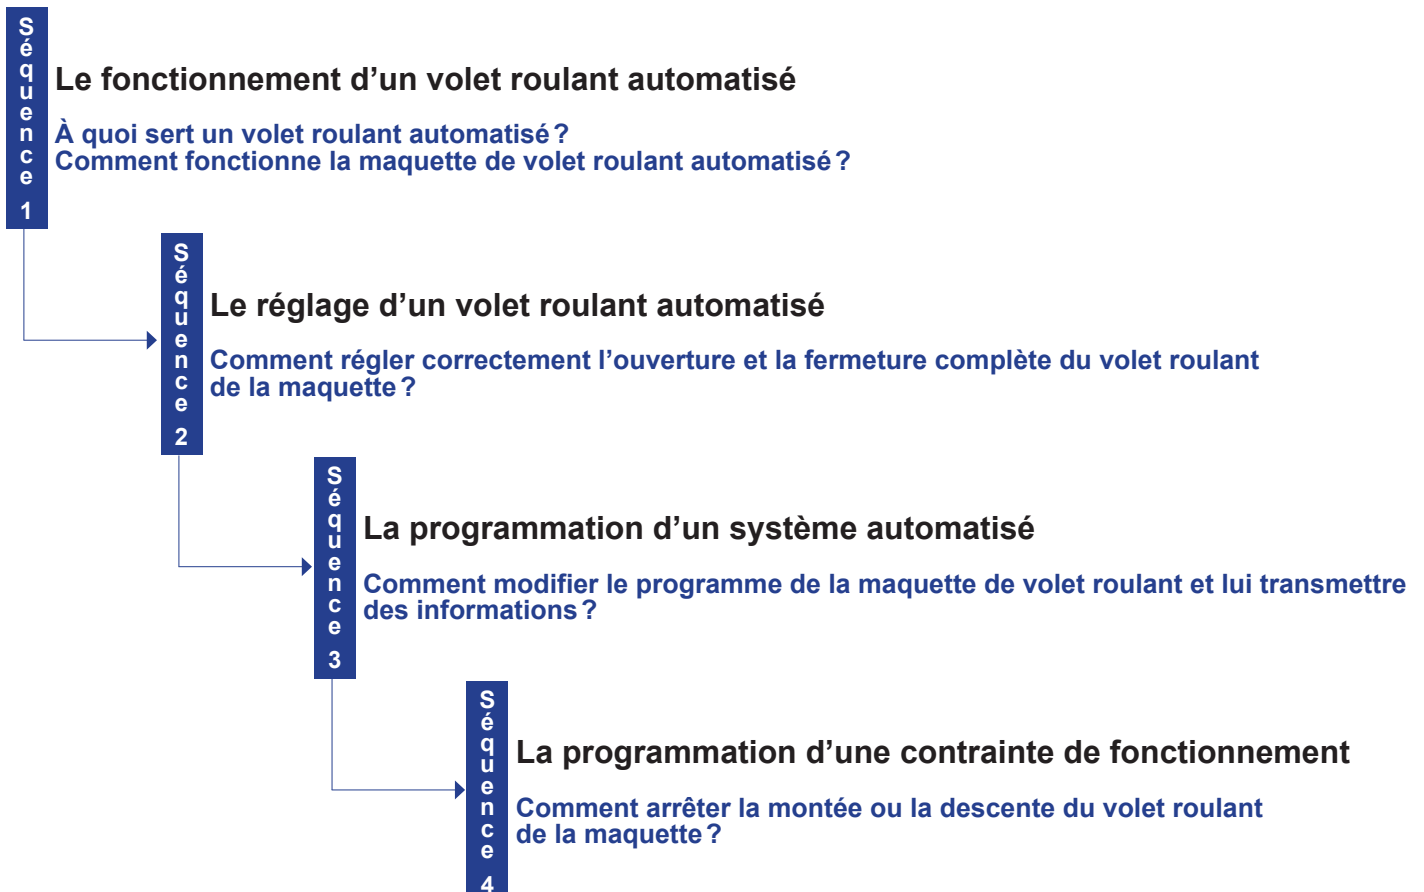 Séquence 1
Le fonctionnement d’un volet roulant automatisé
À quoi sert un volet roulant automatisé ?
Comment fonctionne la maquette de volet roulant automatisé ?
Séquence 2
Le réglage d’un volet roulant automatisé
Comment régler correctement l’ouverture et la fermeture complète du volet roulant
de la maquette ?
Séquence 3
La programmation d’un système automatisé
Comment modifier le programme de la maquette de volet roulant et lui transmettre
des informations ?
Séquence 4
La programmation d’une contrainte de fonctionnement
Comment arrêter la montée ou la descente du volet roulant
de la maquette ?